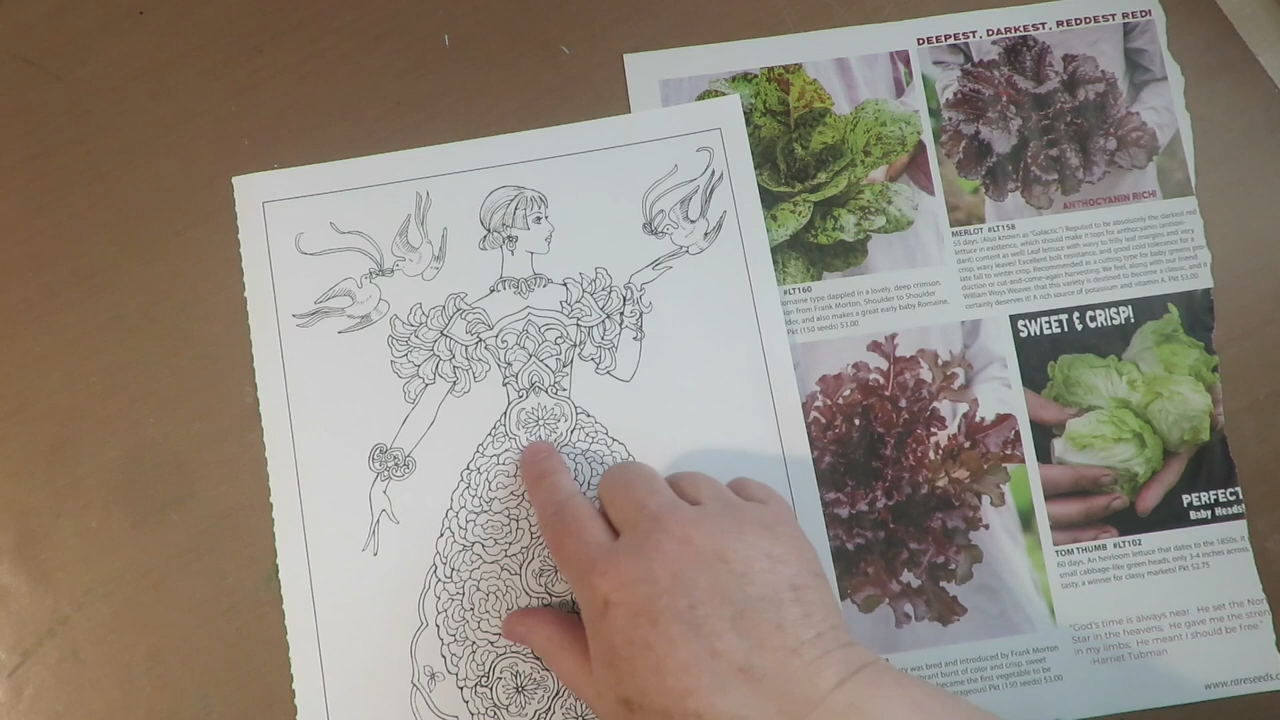 DEEPEST, DARKEST, REDDEST RED!
ANTHOCYANIN RICH!
MERLOT #LT158
55 days. (Also known as "Galactic.") Reputed to be absolutely the darkest red
lettuce in existence, which should make it tops for anthocyanin (antioxi-
dant) content as well! Leaf lettuce with wavy to frilly leaf margins and very
crisp, waxy leaves! Excellent bolt resistance, and good cold tolerance for a
late fall to winter crop. Recommended as a cutting type for baby greens pro-
duction or cut-and-come-again harvesting. We feel, along with our friend
William Woys Weaver, that this variety is destined to become a classic, and it
certainly deserves it! A rich source of potassium and vitamin A. Pkt $3.00
#LT160
omaine type dappled in a lovely, deep crimson.
ion from Frank Morton, Shoulder to Shoulder
lder, and also makes a great early baby Romaine.
Pkt (150 seeds) $3.00
SWEET & CRISP!
PERFECT
Baby Heads!
TOM THUMB #LT102
60 days. An heirloom lettuce that dates to the 1850s, it
small cabbage-like green heads, only 3-4 inches across,
tasty, a winner for classy markets! Pkt $2.75
"God's time is always near. He set the Nor
Star in the heavens; He gave me the stren
in my limbs; He meant I should be free."
-Harriet Tubman
was bred and introduced by Frank Morton
burst of color and crisp, sweet
became the first vegetable to be
Pkt (150 seeds) $3.00
www.rareseeds.c